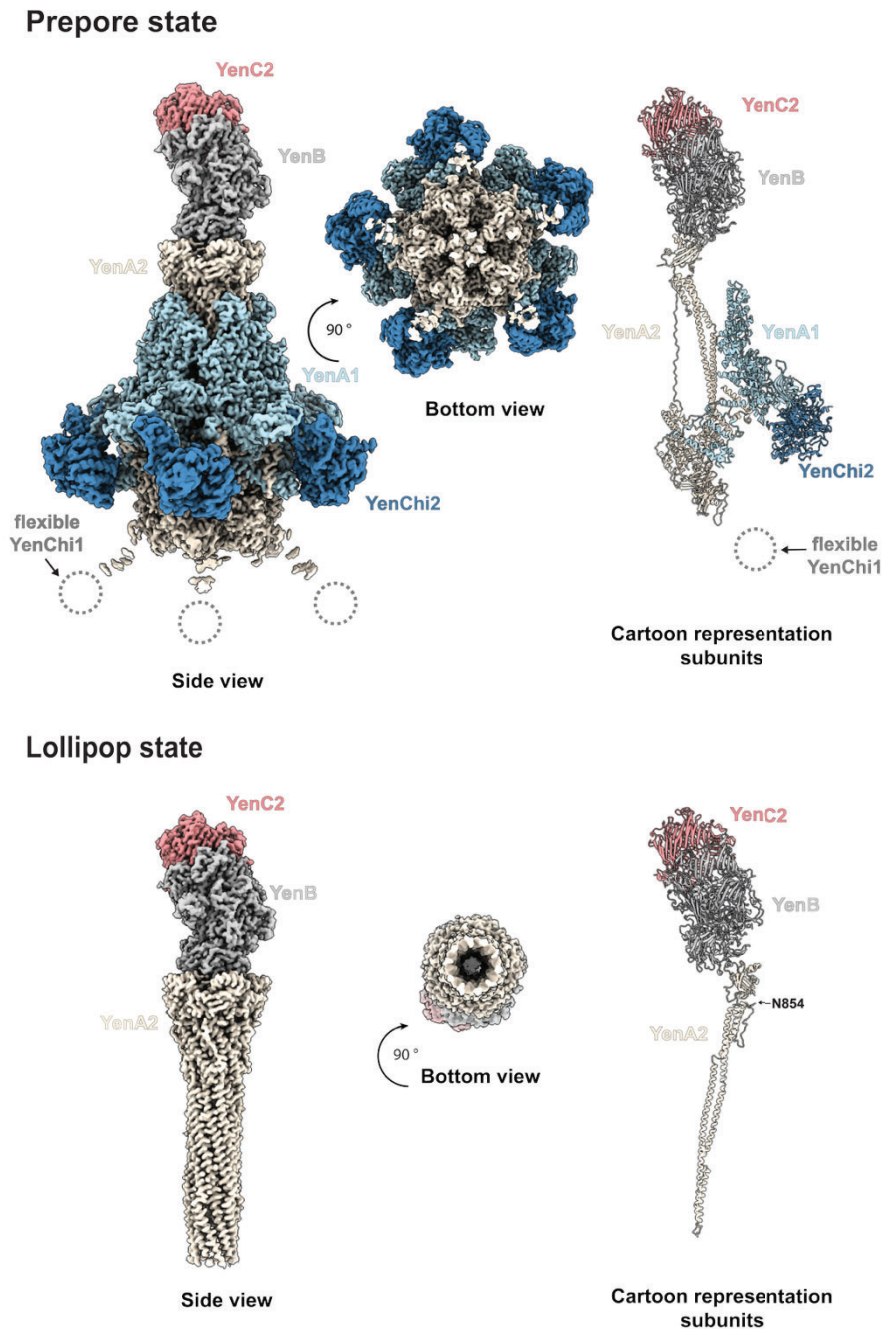 Prepore state
YenC2
YenB
YenA2
90 °
YenA1
Bottom view
YenChi2
flexible
YenChi1
Side view
YenC2
YenB
YenA2
YenA1
YenChi2
flexible
YenChi1
Cartoon representation
subunits
Lollipop state
YenC2
YenB
YenA2
90 °
Bottom view
Side view
YenC2
YenB
N854
YenA2
Cartoon representation
subunits